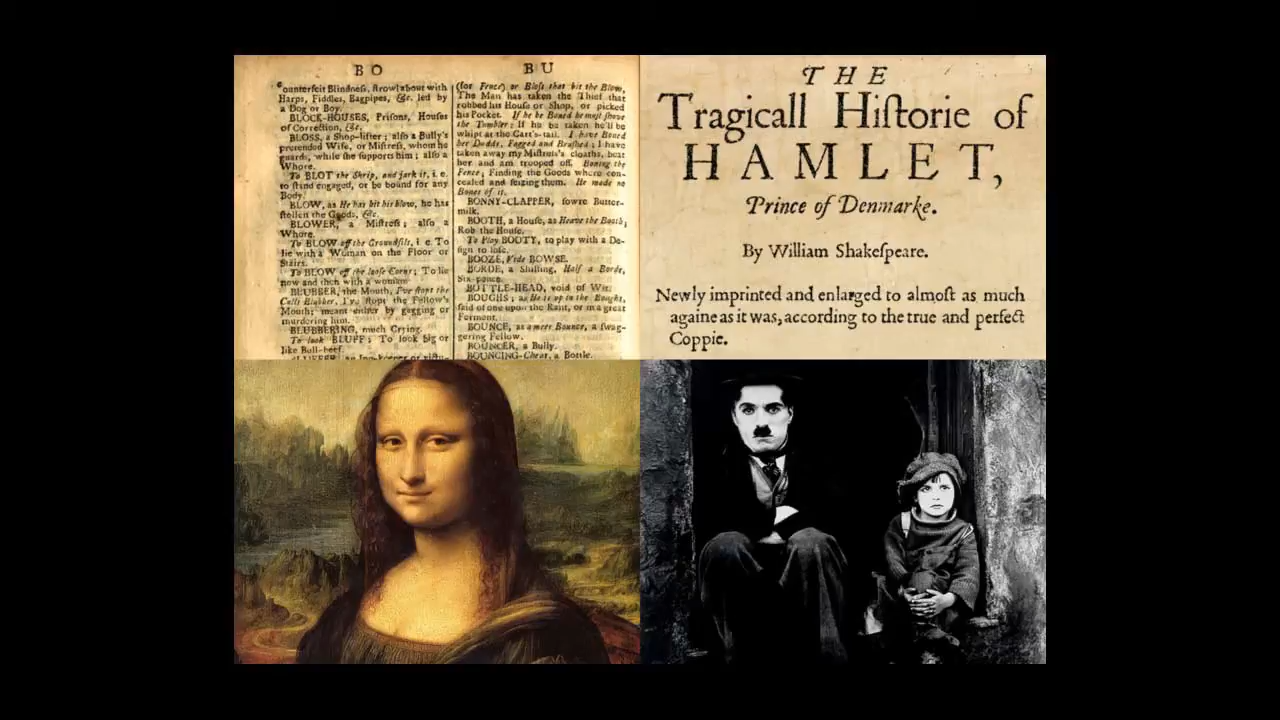 BO
ounterfeit Blindneſs, ſtrowl about with
Harps, Fiddles, Bagpipes, &c. led by
a Dog or Boy.
BLOCK-HOUSES, Priſons, Houſes
of Correction, &c.
BLOSS, a Shop-lifter; alſo a Bully's
pretended Wife, or Miſtreſs, whom he
guards, while ſhe ſupports him; alſo a
Whore.
To BLOT the Skrip, and jark it, i. e.
to ſtand engaged, or be bound for any
Body.
BLOW, as He has bit his blow, he has
ſtollen the Goods, &c.
BLOWER, a Miſtreſs; alſo a
Whore.
To BLOW off the Groundſils, i. e. To
lie with a Woman on the Floor or
Stairs.
To BLOW off the looſe Corns; To lie
now and then with a woman
BLUBBER, the Mouth, I've ſtopt the
Culls Blubber, I've ſtopt the Fellow's
Mouth; meant either by gagging or
murdering him.
BLUBBERING, much Crying.
To look BLUFF; To look big or
like Bull-beef.
BU
(for Fence) or Bloſs that bit the Blow,
The Man has taken the Thief that
robbed his Houſe or Shop, or picked
his Pocket. If he be Boned he muſt ſhove
the Tumbler; If he be taken he'll be
whipt at the Cart's-tail. I have Boned
her Dudds, Fagged and Bruſhed; I have
taken away my Miſtreſs's cloaths, beat
her and am trooped off. Boning the
Fence; Finding the Goods where con-
cealed and ſeizing them. He made no
Bones of it.
BONNY-CLAPPER, ſowre Butter-
milk.
BOOTH, a Houſe, as Heave the Booth;
Rob the Houſe.
To Play BOOTY, to play with a De-
ſign to loſe.
BOOZE, Vide BOWSE.
BORDE, a Shilling, Half a Borde,
Six-pence.
BOTTLE-HEAD, void of Wit.
BOUGHS; as He is up in the Boughs,
ſaid of one upon the Rant, or in a great
Ferment.
BOUNCE, as a meer Bounce, a ſwag-
gering Fellow.
BOUNCER, a Bully.
BOUNCING-Cheat, a Bottle.
THE
Tragicall Hiſtorie of
HAMLET,
Prince of Denmarke.
By William Shakeſpeare.
Newly imprinted and enlarged to almoſt as much
againe as it was, according to the true and perfect
Coppie.